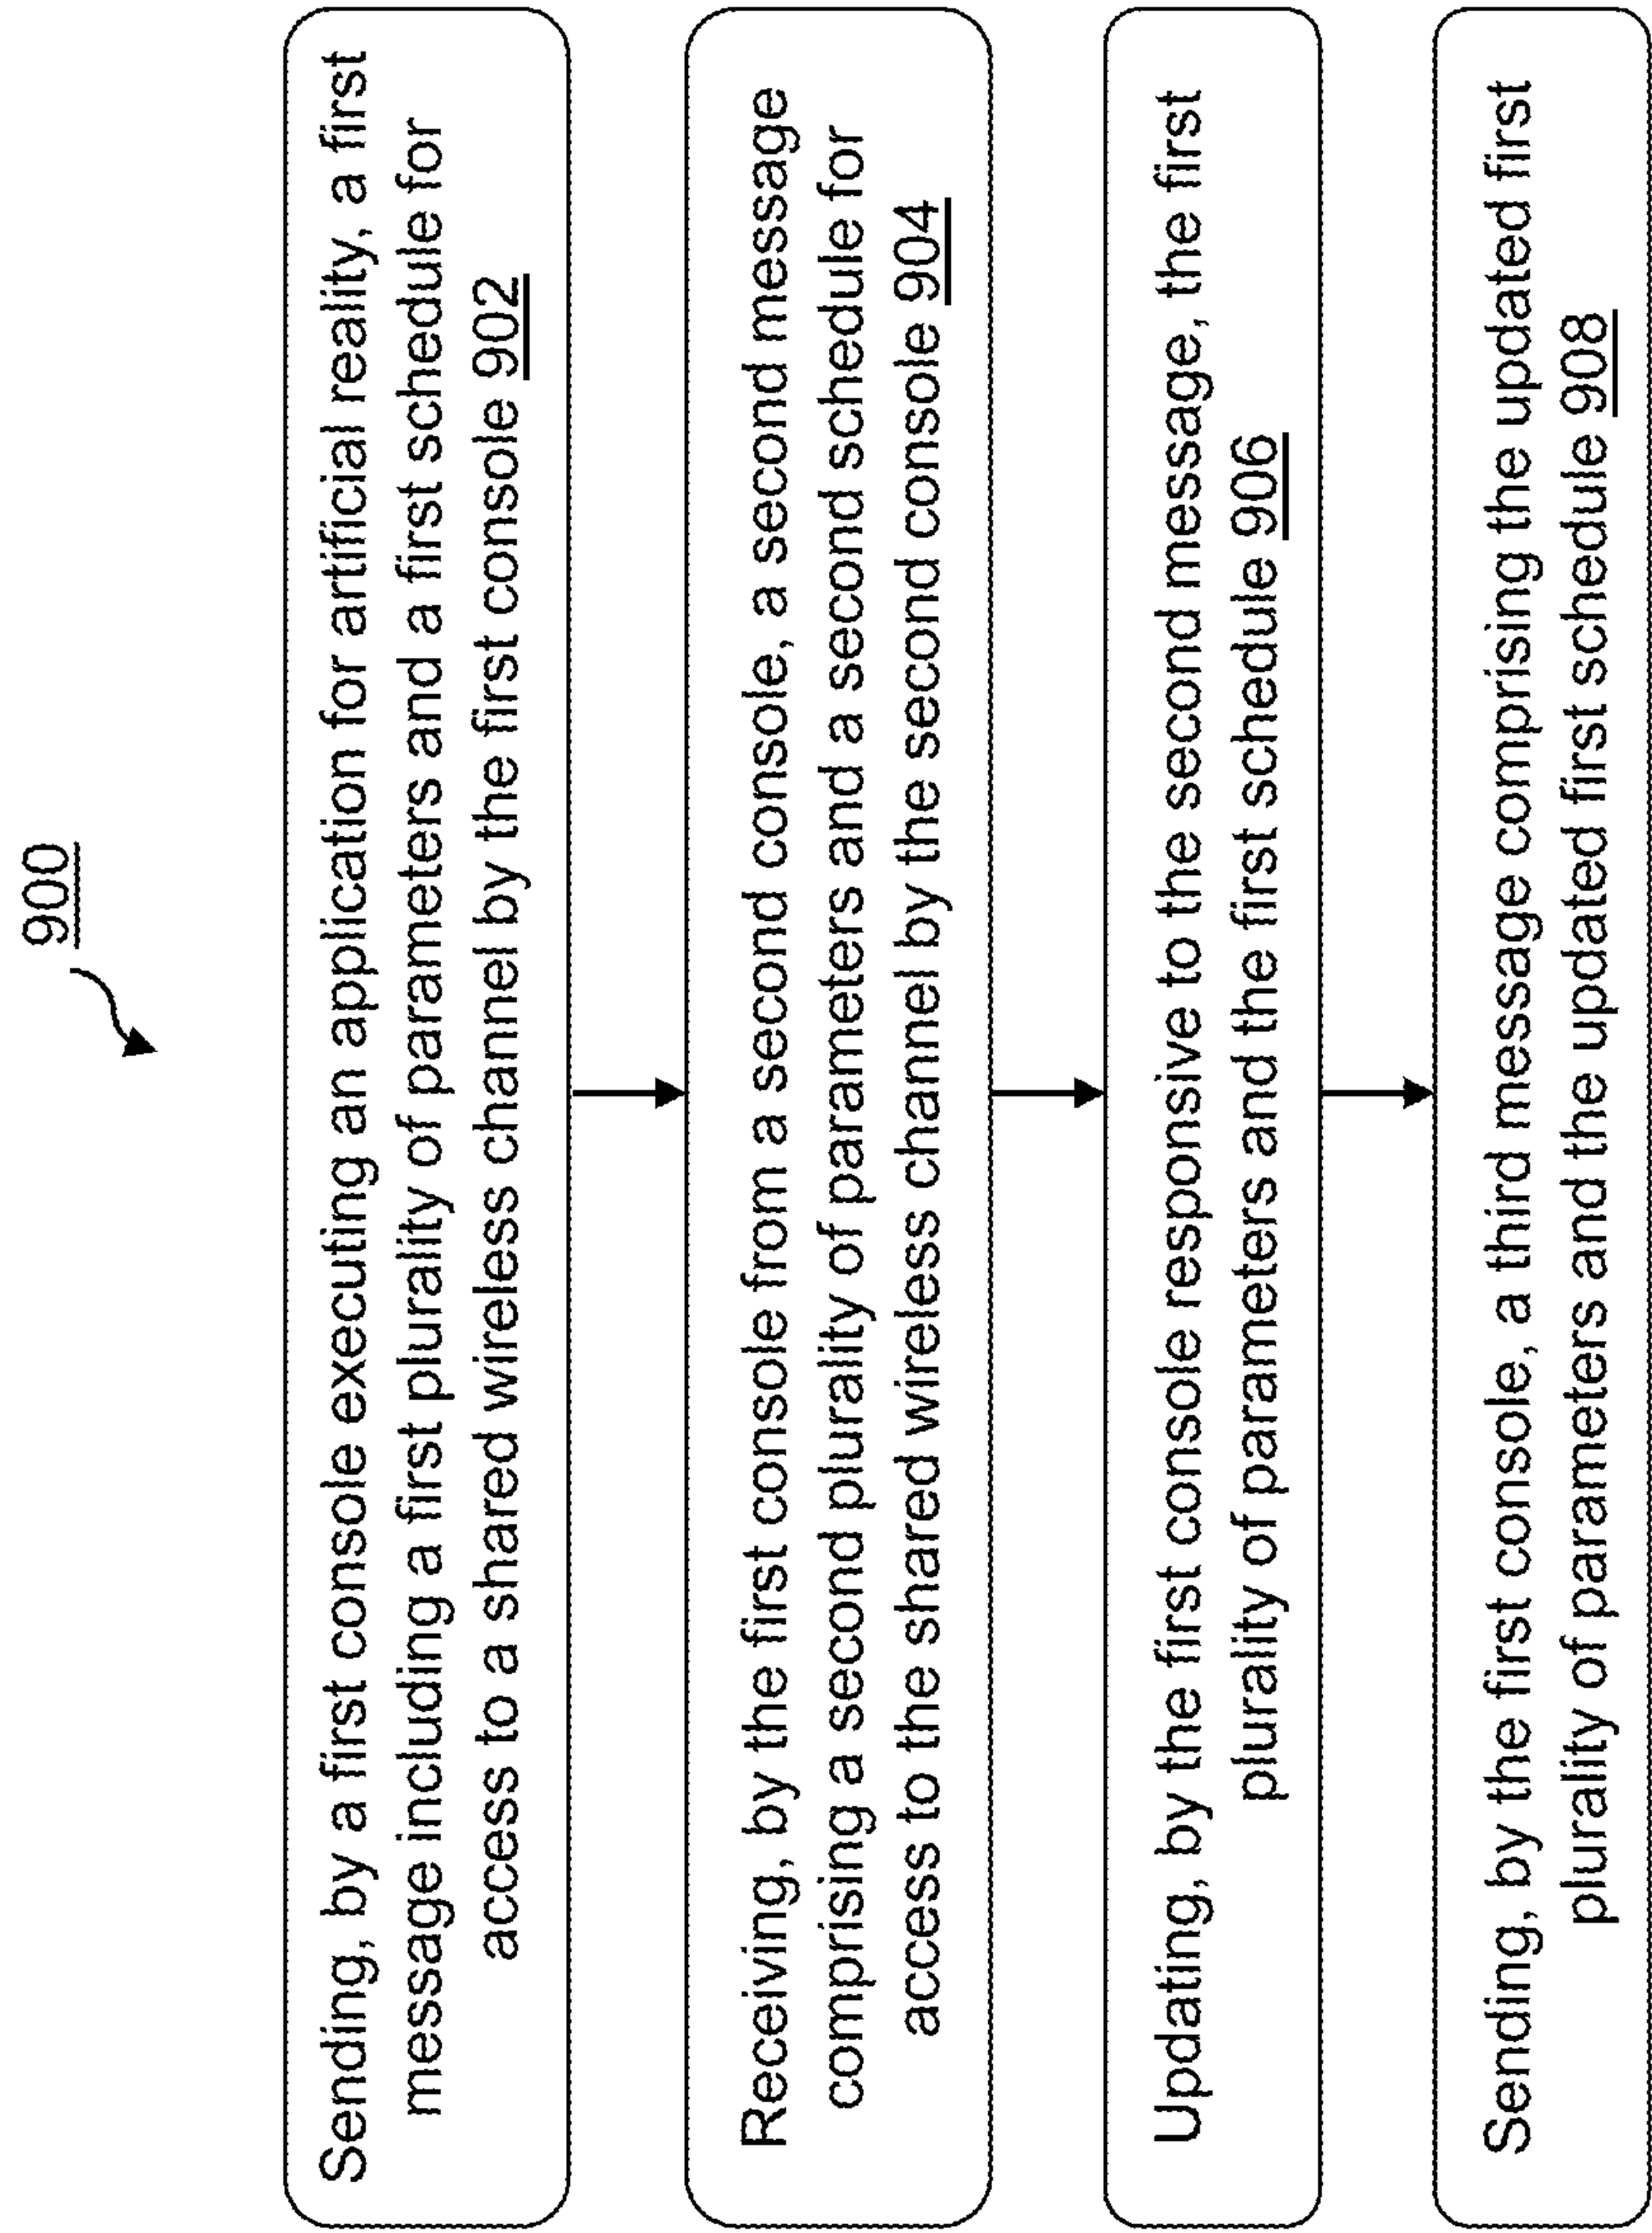 900
Sending, by a first console executing an application for artificial reality, a first
message including a first plurality of parameters and a first schedule for
access to a shared wireless channel by the first console 902
Receiving, by the first console from a second console, a second message
comprising a second plurality of parameters and a second schedule for
access to the shared wireless channel by the second console 904
Updating, by the first console responsive to the second message, the first
plurality of parameters and the first schedule 906
Sending, by the first console, a third message comprising the updated first
plurality of parameters and the updated first schedule 908